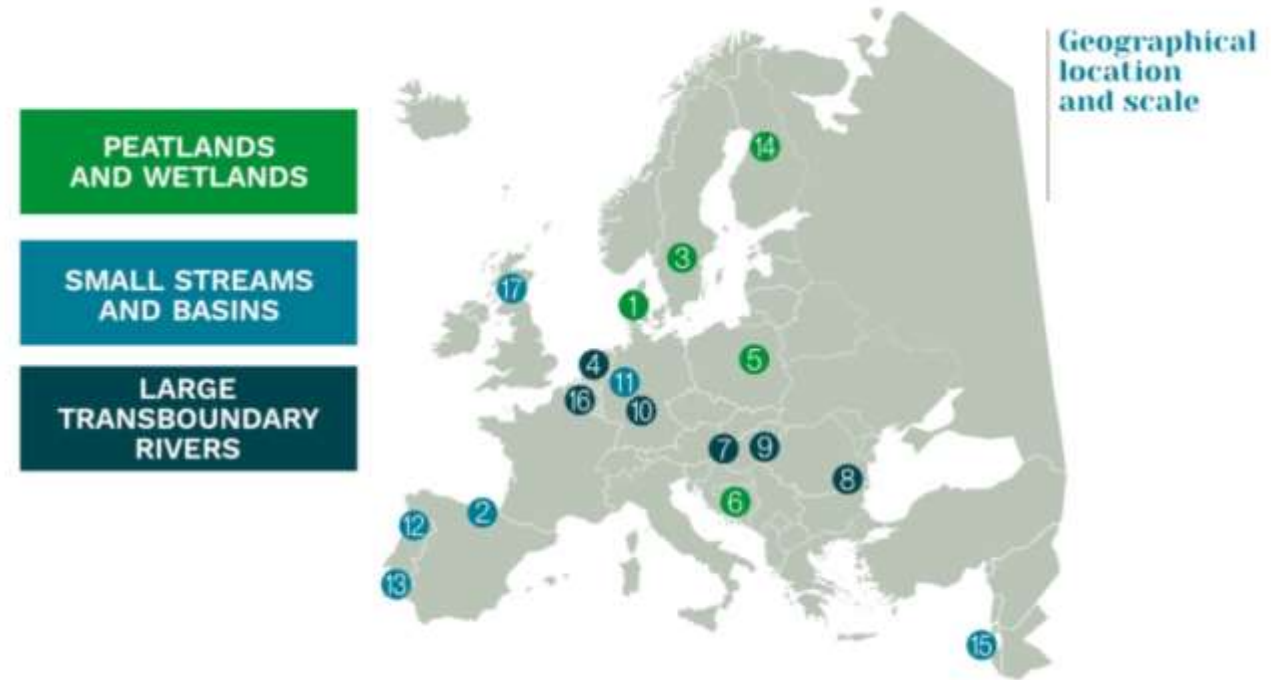 Geographical
location
and scale
PEATLANDS
AND WETLANDS
SMALL STREAMS
AND BASINS
LARGE
TRANSBOUNDARY
RIVERS
14
3
17
1
5
4
11
16
10
7
9
8
6
2
12
13
15